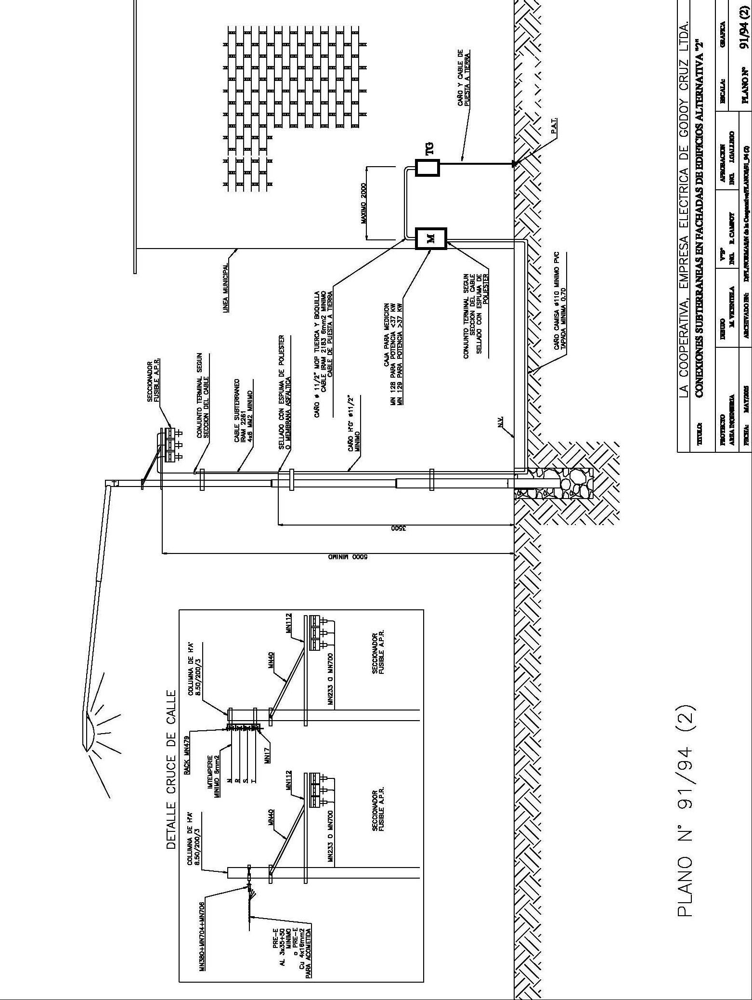 DETALLE CRUCE DE CALLE
MN380+MN704+MN706
COLUMNA DE H°A°
8.50/200/3
PRE-E
AL 3x35+50
MINIMO
o PRE-E
Cu 4x16mm2
PARA ACOMETIDA
MN40
MN112
MN233 O MN700
SECCIONADOR
FUSIBLE A.P.R.
RACK MN479
IMTEMPERIE
MINIMO 6mm2
N
R
S
T
MN17
COLUMNA DE H°A°
8.50/200/3
MN40
MN112
MN233 O MN700
SECCIONADOR
FUSIBLE A.P.R.
5000 MINIMO
3500
SECCIONADOR
FUSIBLE A.P.R.
CONJUNTO TERMINAL SEGUN
SECCION DEL CABLE
CABLE SUBTERRANEO
IRAM 2261
4x6 MM2 MINIMO
SELLADO CON ESPUMA DE POLIESTER
O MEMBRANA ASFALTICA
CAÑO H°G° ø11/2"
MINIMO
N.V.
LINEA MUNICIPAL
CAÑO ø 11/2" MOP TUERCA Y BOQUILLA
CABLE IRAM 2183 6mm2 MINIMO
CABLE DE PUESTA A TIERRA
CAJA PARA MEDICION
MN 128 PARA POTENCIA <37 KW
MN 129 PARA POTENCIA >37 KW
CONJUNTO TERMINAL SEGUN
SECCION DEL CABLE
SELLADO CON ESPUMA DE
POLIESTER
CAÑO CAMISA ø110 MINIMO PVC
TAPADA MINIMA 0.70
MAXIMO 2000
M
TG
CAÑO Y CABLE DE
PUESTA A TIERRA
P.A.T.
PLANO N° 91/94 (2)
LA COOPERATIVA, EMPRESA ELECTRICA DE GODOY CRUZ LTDA.
TITULO: CONEXIONES SUBTERRANEAS EN FACHADAS DE EDIFICIOS ALTERNATIVA "2"
PROYECTO
AREA INGENIERIA
DIBUJO
M. VICENTELA
V°B°
ING. R. CAMPOY
APROBACION
ING. J.GALLEGO
ESCALA: GRAFICA
FECHA: MAY/2005
ARCHIVADO EN:
PLANO N° 91/94 (2)